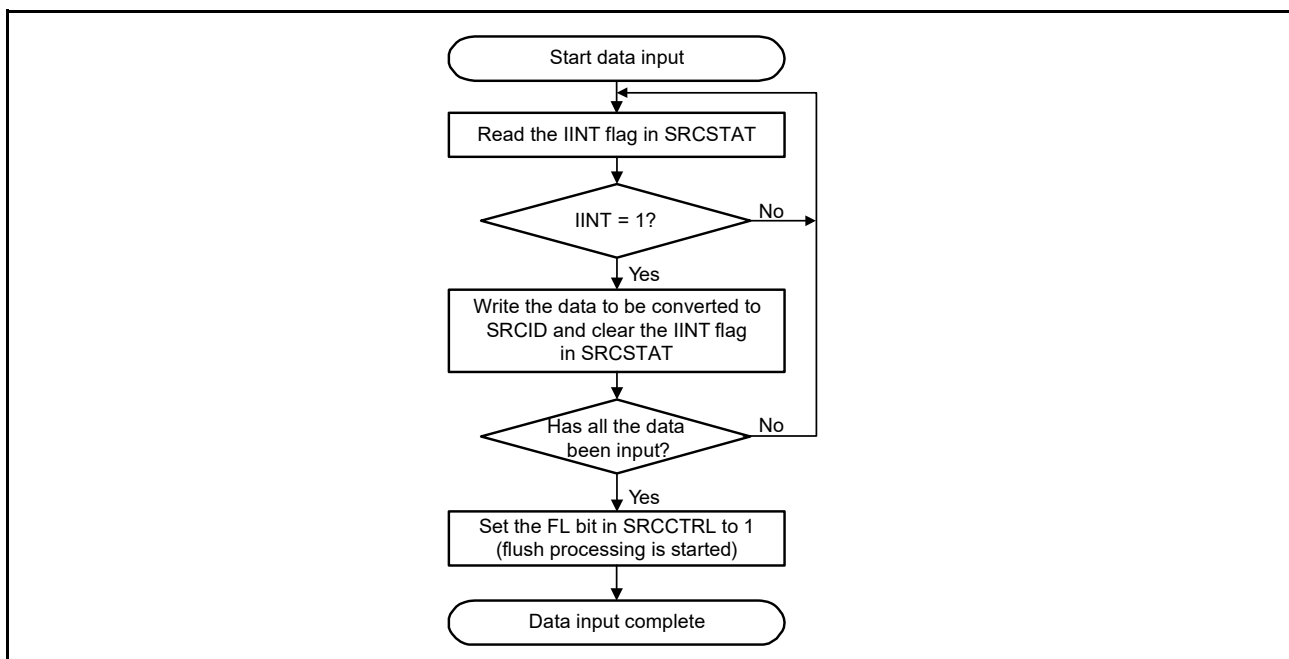 Start data input
Read the IINT flag in SRCSTAT
IINT = 1?
No
Yes
Write the data to be converted to
SRCID and clear the IINT flag
in SRCSTAT
Has all the data
been input?
No
Yes
Set the FL bit in SRCCTRL to 1
(flush processing is started)
Data input complete